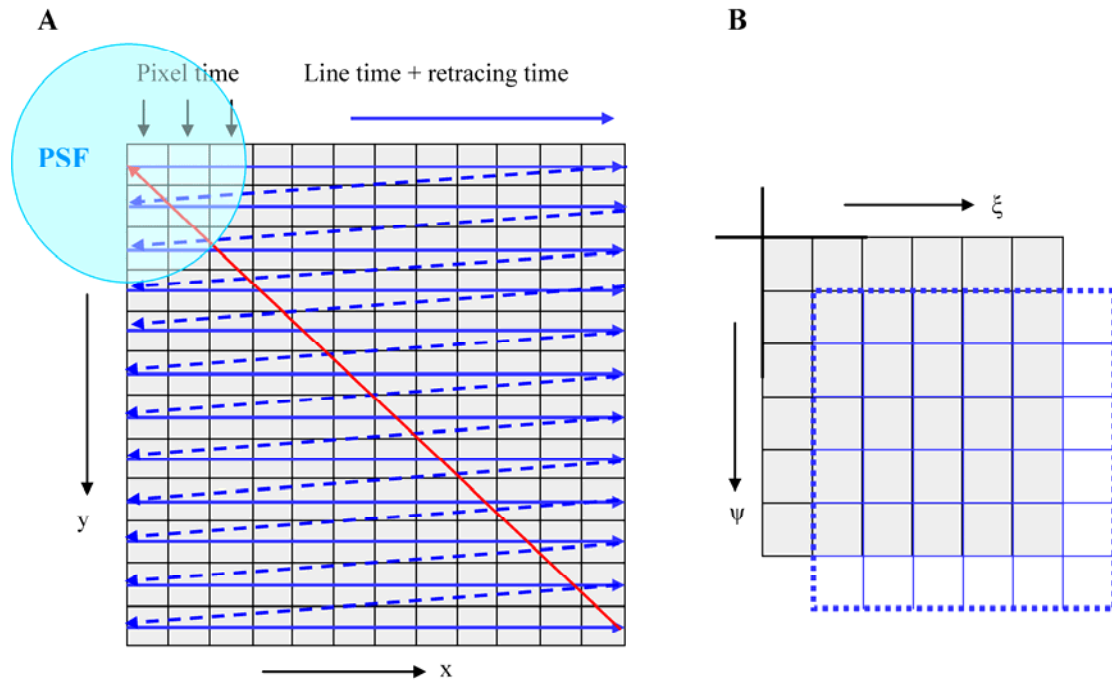 A
B
Pixel time
Line time + retracing time
PSF
ξ
y
ψ
x